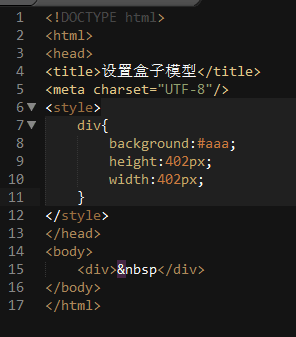 1 <!DOCTYPE html>
2 <html>
3 <head>
4 <title>设置盒子模型</title>
5 <meta charset="UTF-8"/>
6 <style>
7 div{
8 background:#aaa;
9 height:402px;
10 width:402px;
11 }
12 </style>
13 </head>
14 <body>
15 <div>&nbsp</div>
16 </body>
17 </html>